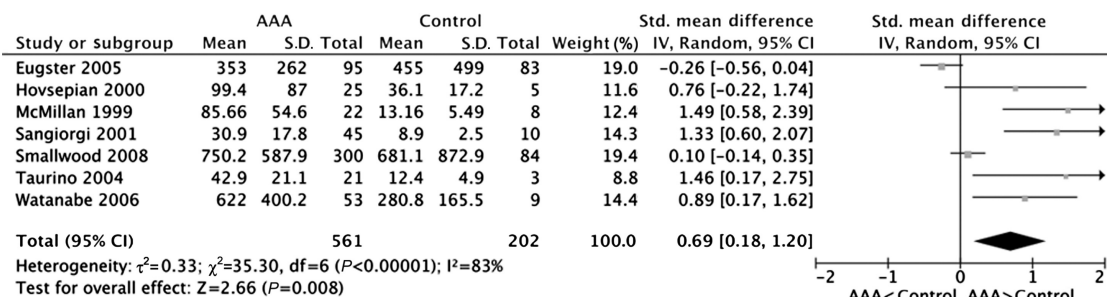 AAA Control Std. mean difference Std. mean difference
Study or subgroup Mean S.D. Total Mean S.D. Total Weight (%) IV, Random, 95% CI IV, Random, 95% CI
Eugster 2005 353 262 95 455 499 83 19.0 −0.26 [−0.56, 0.04]
Hovsepian 2000 99.4 87 25 36.1 17.2 5 11.6 0.76 [−0.22, 1.74]
McMillan 1999 85.66 54.6 22 13.16 5.49 8 12.4 1.49 [0.58, 2.39]
Sangiorgi 2001 30.9 17.8 45 8.9 2.5 10 14.3 1.33 [0.60, 2.07]
Smallwood 2008 750.2 587.9 300 681.1 872.9 84 19.4 0.10 [−0.14, 0.35]
Taurino 2004 42.9 21.1 21 12.4 4.9 3 8.8 1.46 [0.17, 2.75]
Watanabe 2006 622 400.2 53 280.8 165.5 9 14.4 0.89 [0.17, 1.62]
Total (95% CI) 561 202 100.0 0.69 [0.18, 1.20]
Heterogeneity: τ²=0.33; χ²=35.30, df=6 (P<0.00001); I²=83%
−2 −1 0 1 2
Test for overall effect: Z=2.66 (P=0.008)
AAA<Control AAA>Control